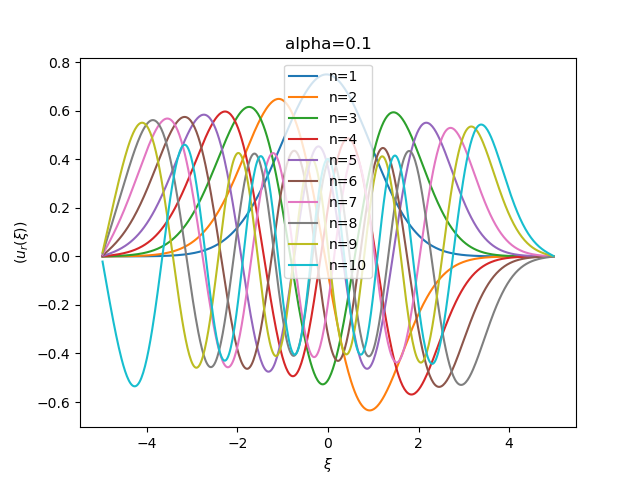 alpha=0.1
0.8
0.6
0.4
0.2
0.0
−0.2
−0.4
−0.6
(u_n(ξ))
−4
−2
0
2
4
ξ
n=1
n=2
n=3
n=4
n=5
n=6
n=7
n=8
n=9
n=10